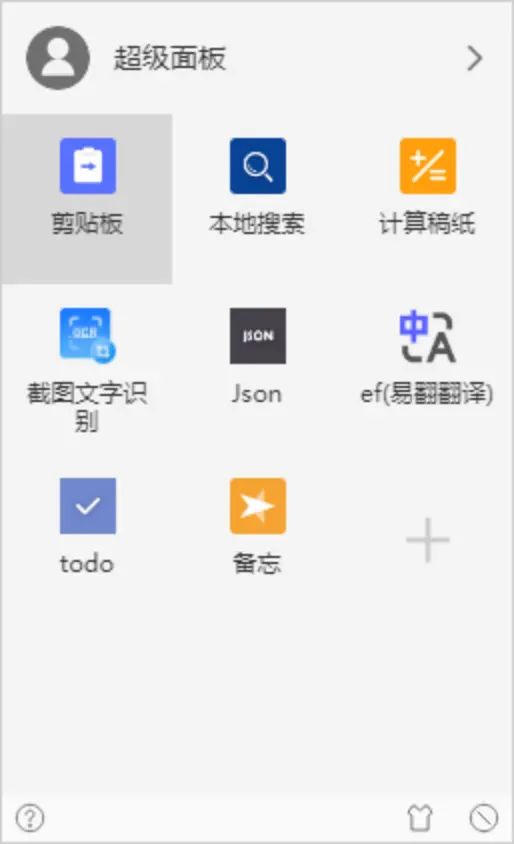 超级面板
剪贴板
本地搜索
计算稿纸
OCR
JSON
中
A
截图文字识
别
Json
ef(易翻翻译)
todo
备忘
?